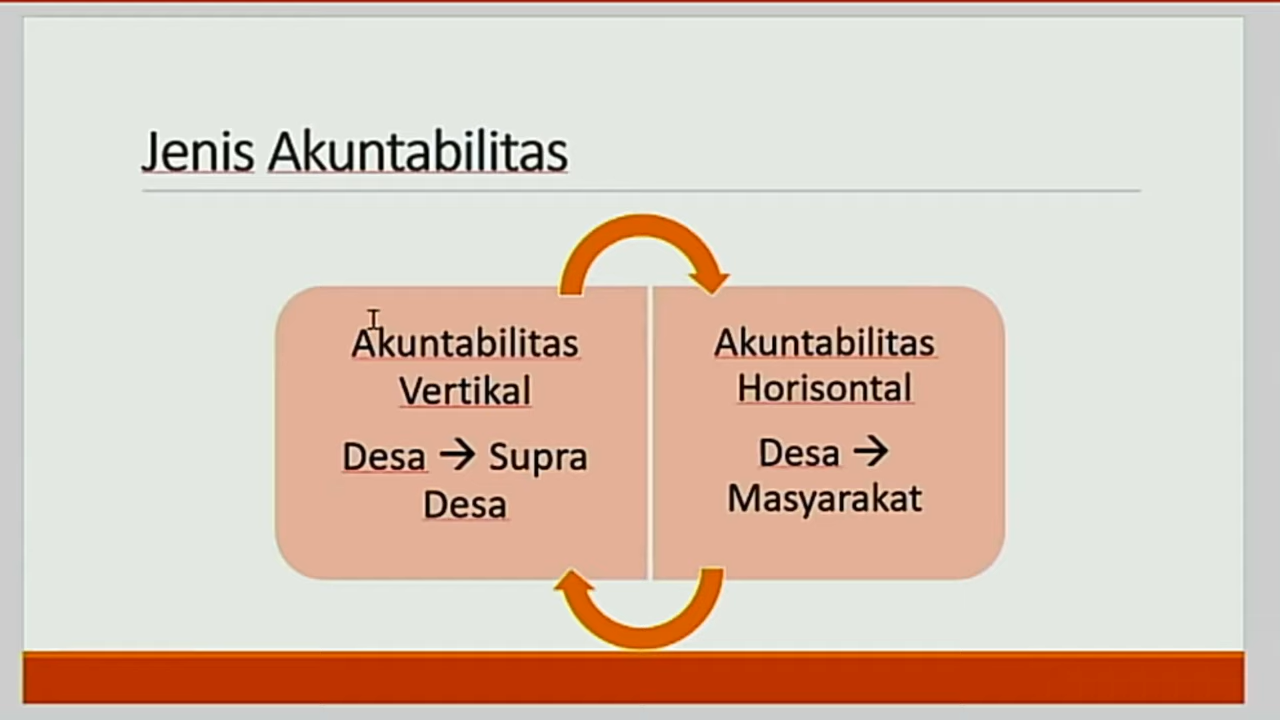 Jenis Akuntabilitas
Akuntabilitas
Vertikal
Desa → Supra
Desa
Akuntabilitas
Horisontal
Desa →
Masyarakat